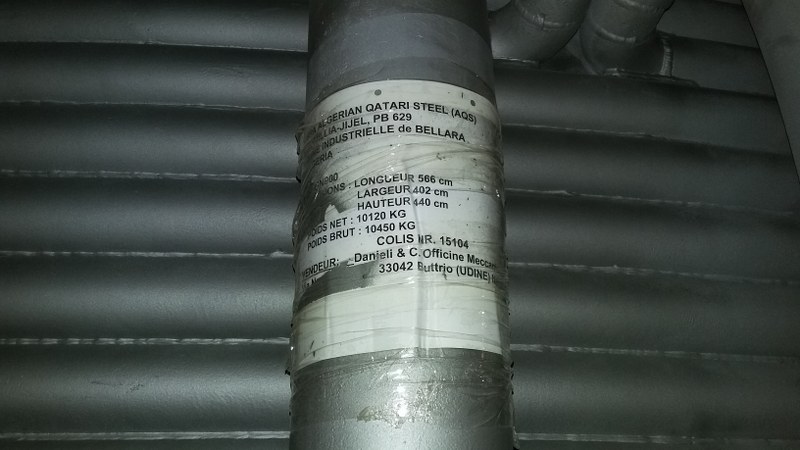 ALGERIAN QATARI STEEL (AQS)
-JIJEL, PB 629
INDUSTRIELLE de BELLARA
: LONGUEUR 566 cm
LARGEUR 402 cm
HAUTEUR 440 cm
POIDS NET : 10120 KG
POIDS BRUT : 10450 KG
COLIS NR. 15104
VENDEUR: Danieli & C. Officine
33042 Buttrio (UDINE)